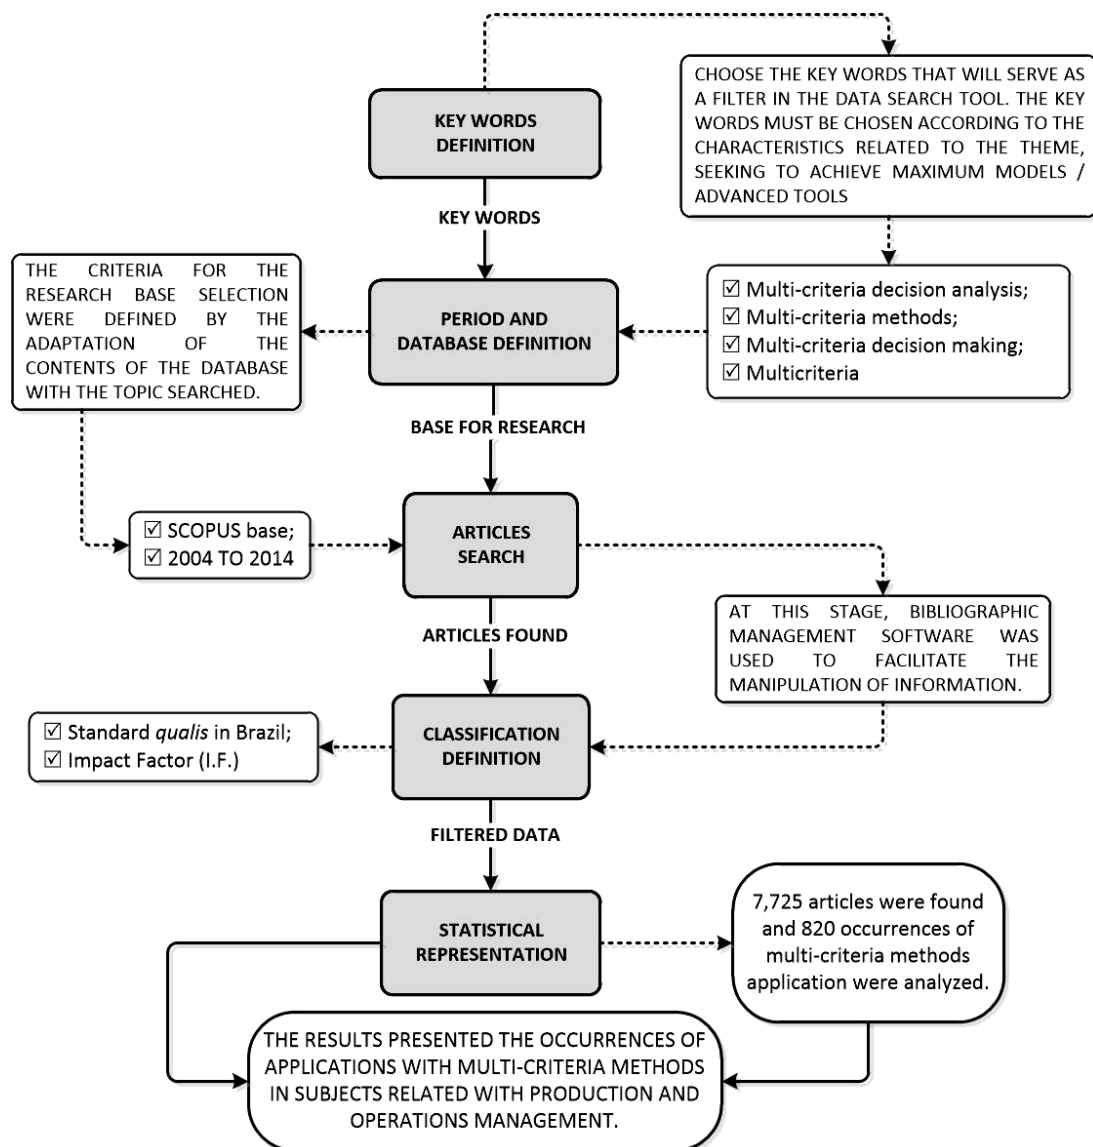 KEY WORDS
DEFINITION
CHOOSE THE KEY WORDS THAT WILL SERVE AS
A FILTER IN THE DATA SEARCH TOOL. THE KEY
WORDS MUST BE CHOSEN ACCORDING TO THE
CHARACTERISTICS RELATED TO THE THEME,
SEEKING TO ACHIEVE MAXIMUM MODELS /
ADVANCED TOOLS
KEY WORDS
☑ Multi-criteria decision analysis;
☑ Multi-criteria methods;
☑ Multi-criteria decision making;
☑ Multicriteria
PERIOD AND
DATABASE DEFINITION
THE CRITERIA FOR THE
RESEARCH BASE SELECTION
WERE DEFINED BY THE
ADAPTATION OF THE
CONTENTS OF THE DATABASE
WITH THE TOPIC SEARCHED.
BASE FOR RESEARCH
☑ SCOPUS base;
☑ 2004 TO 2014
ARTICLES
SEARCH
AT THIS STAGE, BIBLIOGRAPHIC
MANAGEMENT SOFTWARE WAS
USED TO FACILITATE THE
MANIPULATION OF INFORMATION.
ARTICLES FOUND
CLASSIFICATION
DEFINITION
☑ Standard qualis in Brazil;
☑ Impact Factor (I.F.)
FILTERED DATA
STATISTICAL
REPRESENTATION
7,725 articles were found
and 820 occurrences of
multi-criteria methods
application were analyzed.
THE RESULTS PRESENTED THE OCCURRENCES OF
APPLICATIONS WITH MULTI-CRITERIA METHODS
IN SUBJECTS RELATED WITH PRODUCTION AND
OPERATIONS MANAGEMENT.